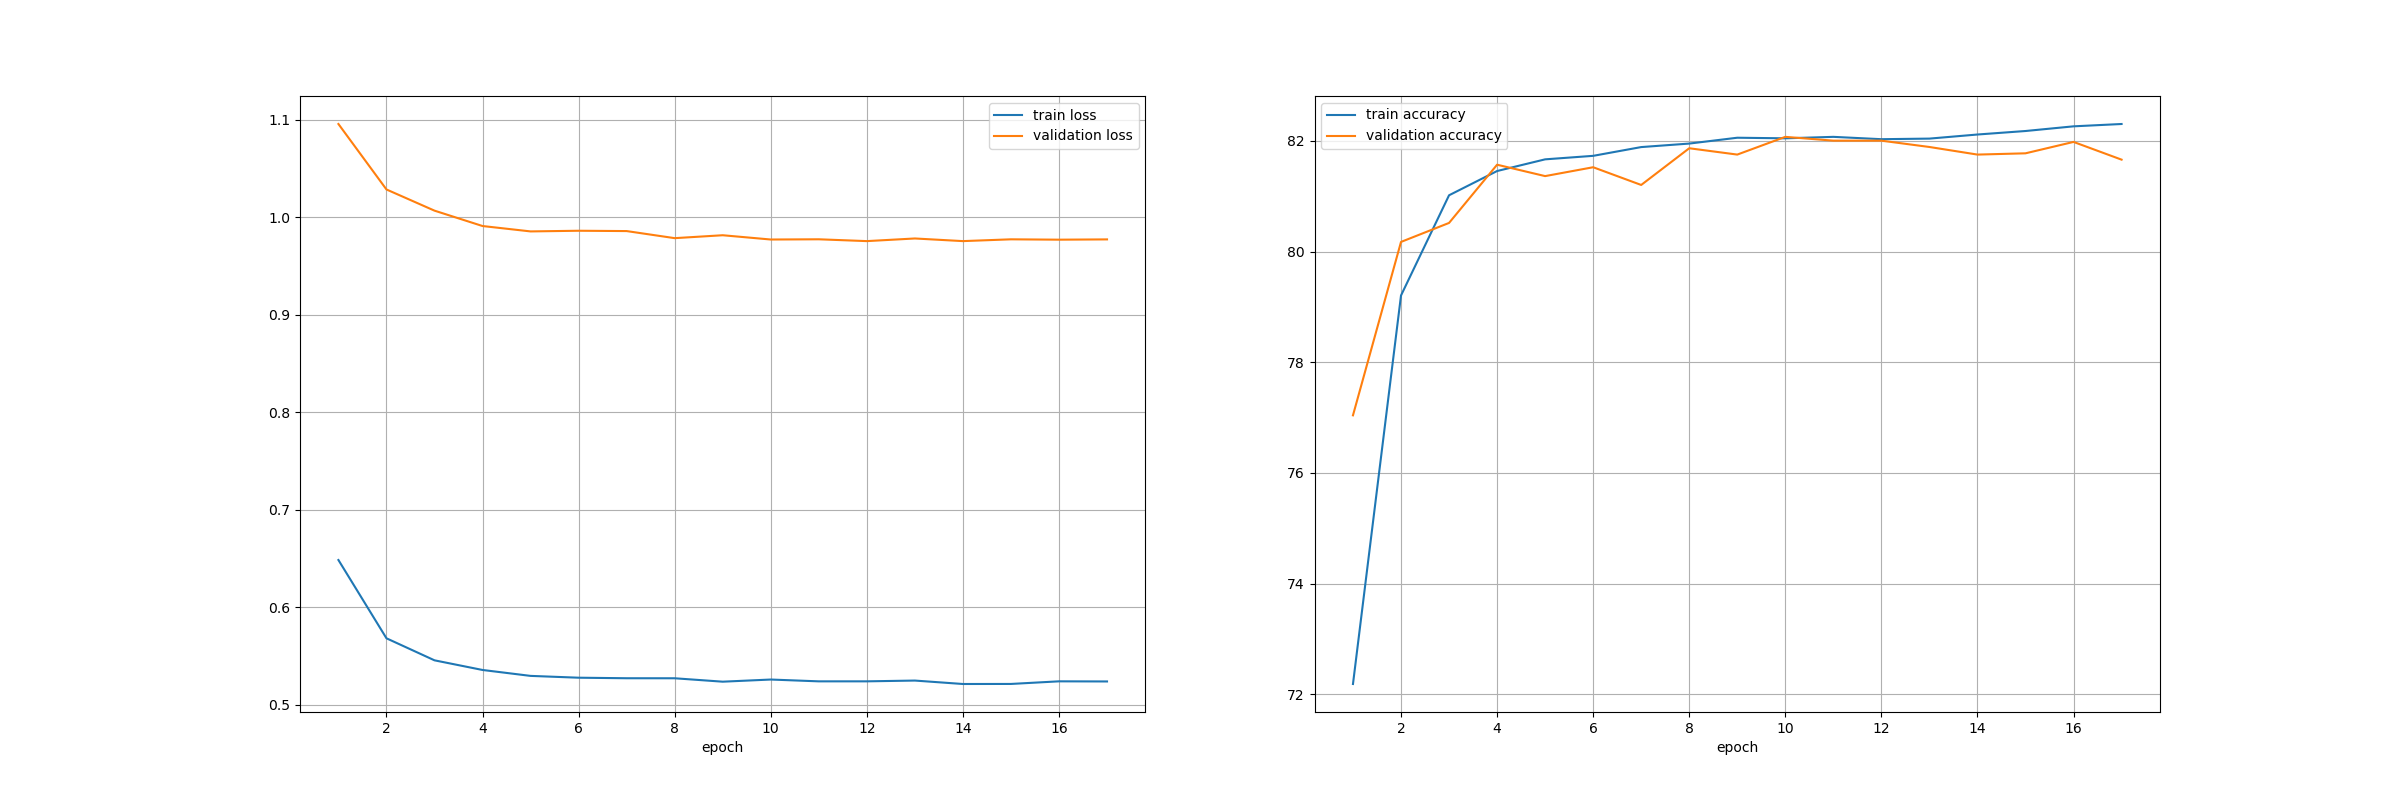 train loss
validation loss
1.1
1.0
0.9
0.8
0.7
0.6
0.5
2 4 6 8 10 12 14 16
epoch
train accuracy
validation accuracy
82
80
78
76
74
72
2 4 6 8 10 12 14 16
epoch